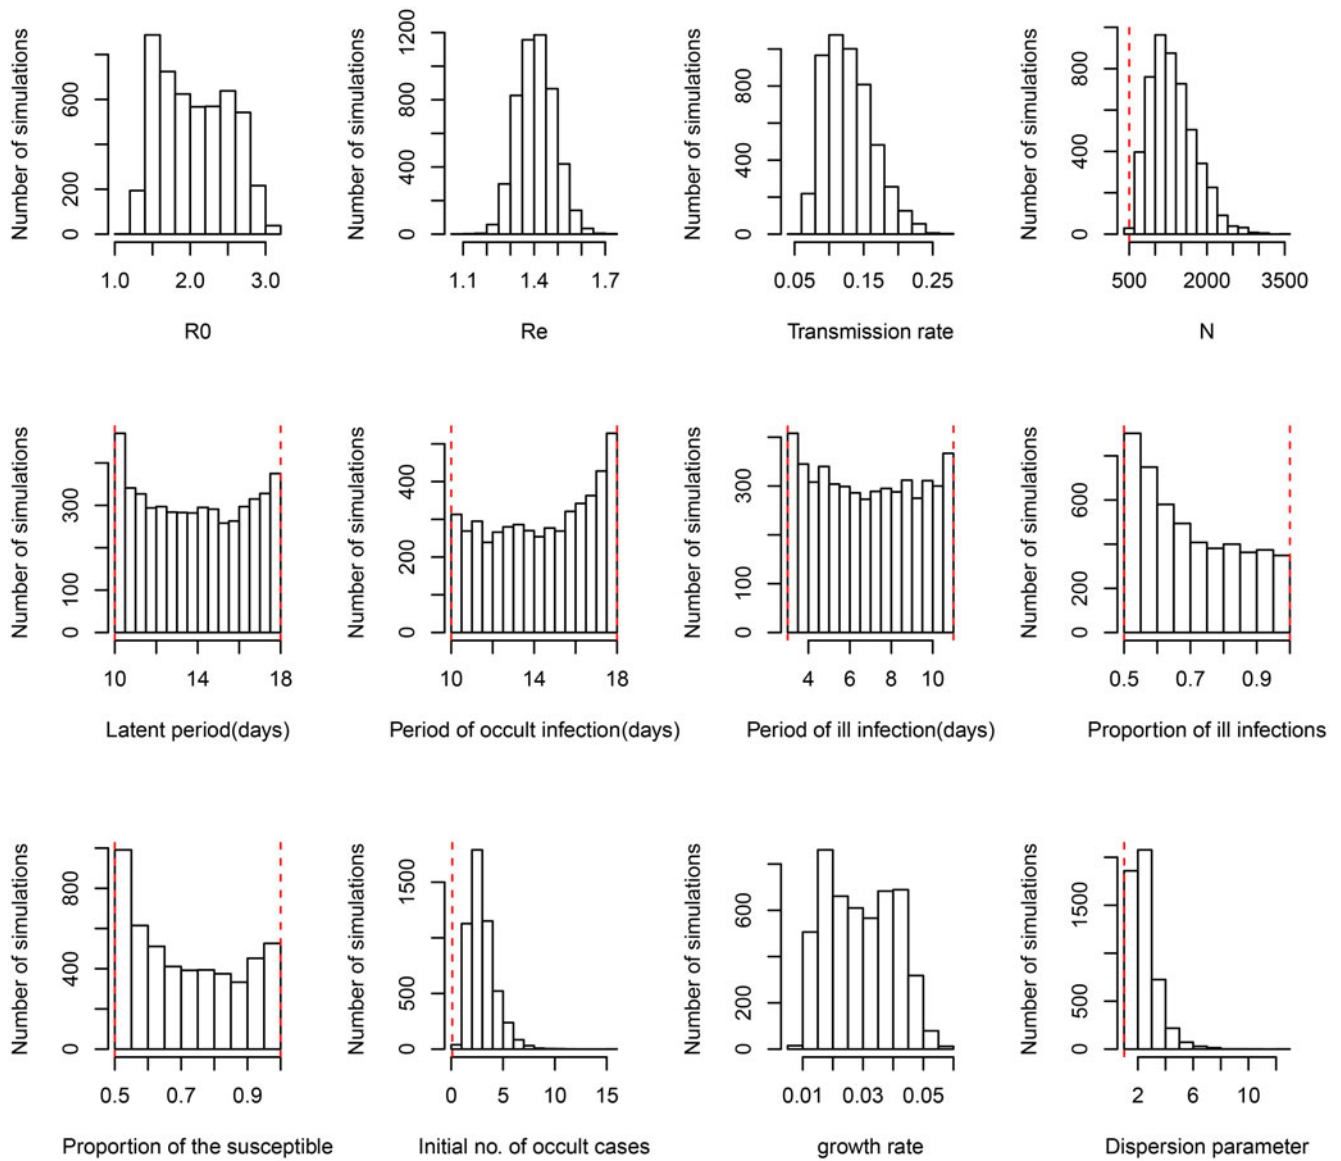 Number of simulations
0 200 600
1.0 2.0 3.0
R0
Number of simulations
0 400 800 1200
1.1 1.4 1.7
Re
Number of simulations
0 400 800
0.05 0.15 0.25
Transmission rate
Number of simulations
0 400 800
500 2000 3500
N
Number of simulations
0 100 300
10 14 18
Latent period(days)
Number of simulations
0 200 400
10 14 18
Period of occult infection(days)
Number of simulations
0 100 300
4 6 8 10
Period of ill infection(days)
Number of simulations
0 200 600
0.5 0.7 0.9
Proportion of ill infections
Number of simulations
0 400 800
0.5 0.7 0.9
Proportion of the susceptible
Number of simulations
0 500 1500
0 5 10 15
Initial no. of occult cases
Number of simulations
0 200 600
0.01 0.03 0.05
growth rate
Number of simulations
0 500 1500
2 6 10
Dispersion parameter